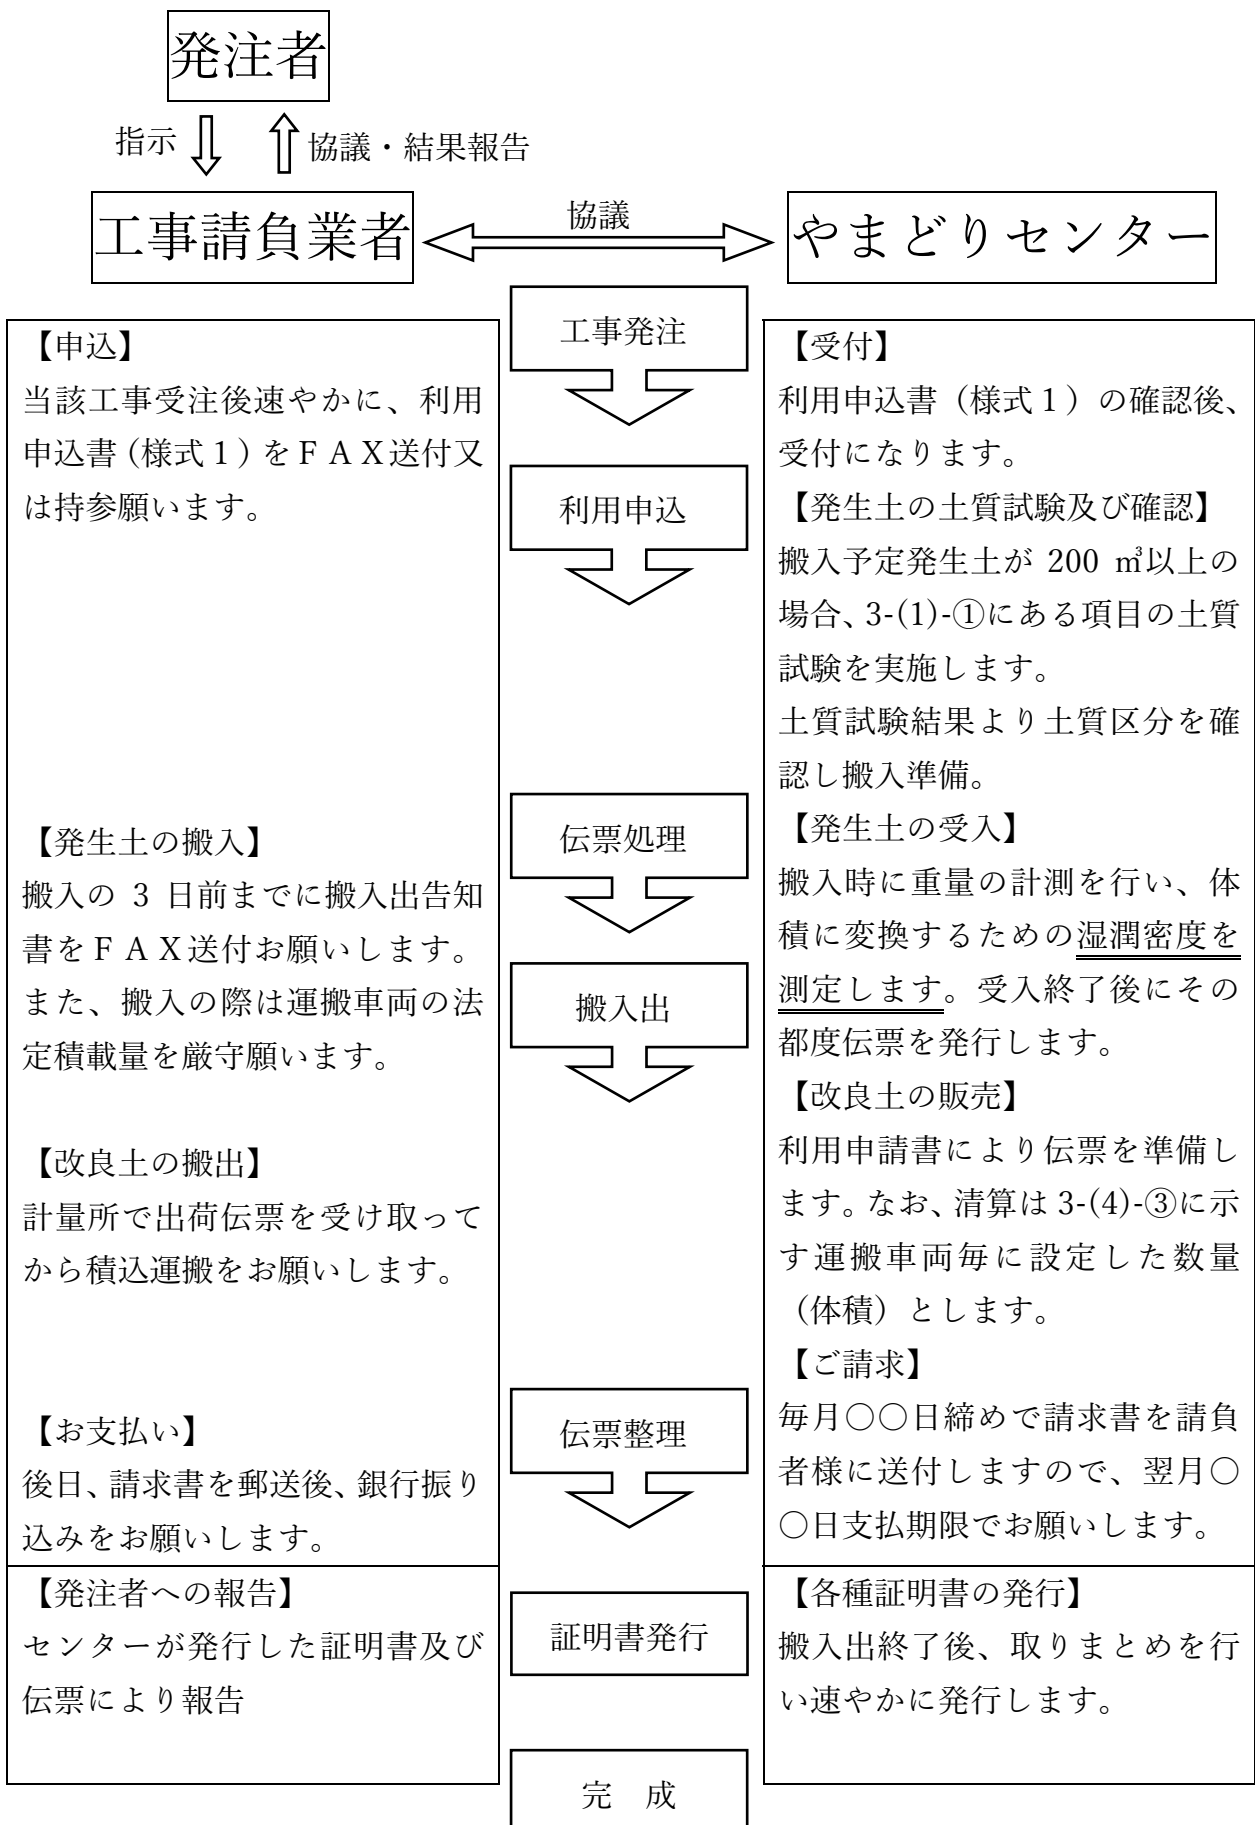 発注者
指示
協議・結果報告
工事請負業者
協議
やまどりセンター
【申込】
当該工事受注後速やかに、利用
申込書(様式1)をＦＡＸ送付又
は持参願います。
【発生土の搬入】
搬入の 3 日前までに搬入出告知
書をＦＡＸ送付お願いします。
また、搬入の際は運搬車両の法
定積載量を厳守願います。
【改良土の搬出】
計量所で出荷伝票を受け取って
から積込運搬をお願いします。
【お支払い】
後日、請求書を郵送後、銀行振り
込みをお願いします。
【発注者への報告】
センターが発行した証明書及び
伝票により報告
工事発注
利用申込
伝票処理
搬入出
伝票整理
証明書発行
完　成
【受付】
利用申込書（様式１）の確認後、
受付になります。
【発生土の土質試験及び確認】
搬入予定発生土が 200 ㎥以上の
場合、3-(1)-①にある項目の土質
試験を実施します。
土質試験結果より土質区分を確
認し搬入準備。
【発生土の受入】
搬入時に重量の計測を行い、体
積に変換するための湿潤密度を
測定します。受入終了後にその
都度伝票を発行します。
【改良土の販売】
利用申請書により伝票を準備し
ます。なお、清算は 3-(4)-③に示
す運搬車両毎に設定した数量
（体積）とします。
【ご請求】
毎月〇〇日締めで請求書を請負
者様に送付しますので、翌月〇
〇日支払期限でお願いします。
【各種証明書の発行】
搬入出終了後、取りまとめを行
い速やかに発行します。